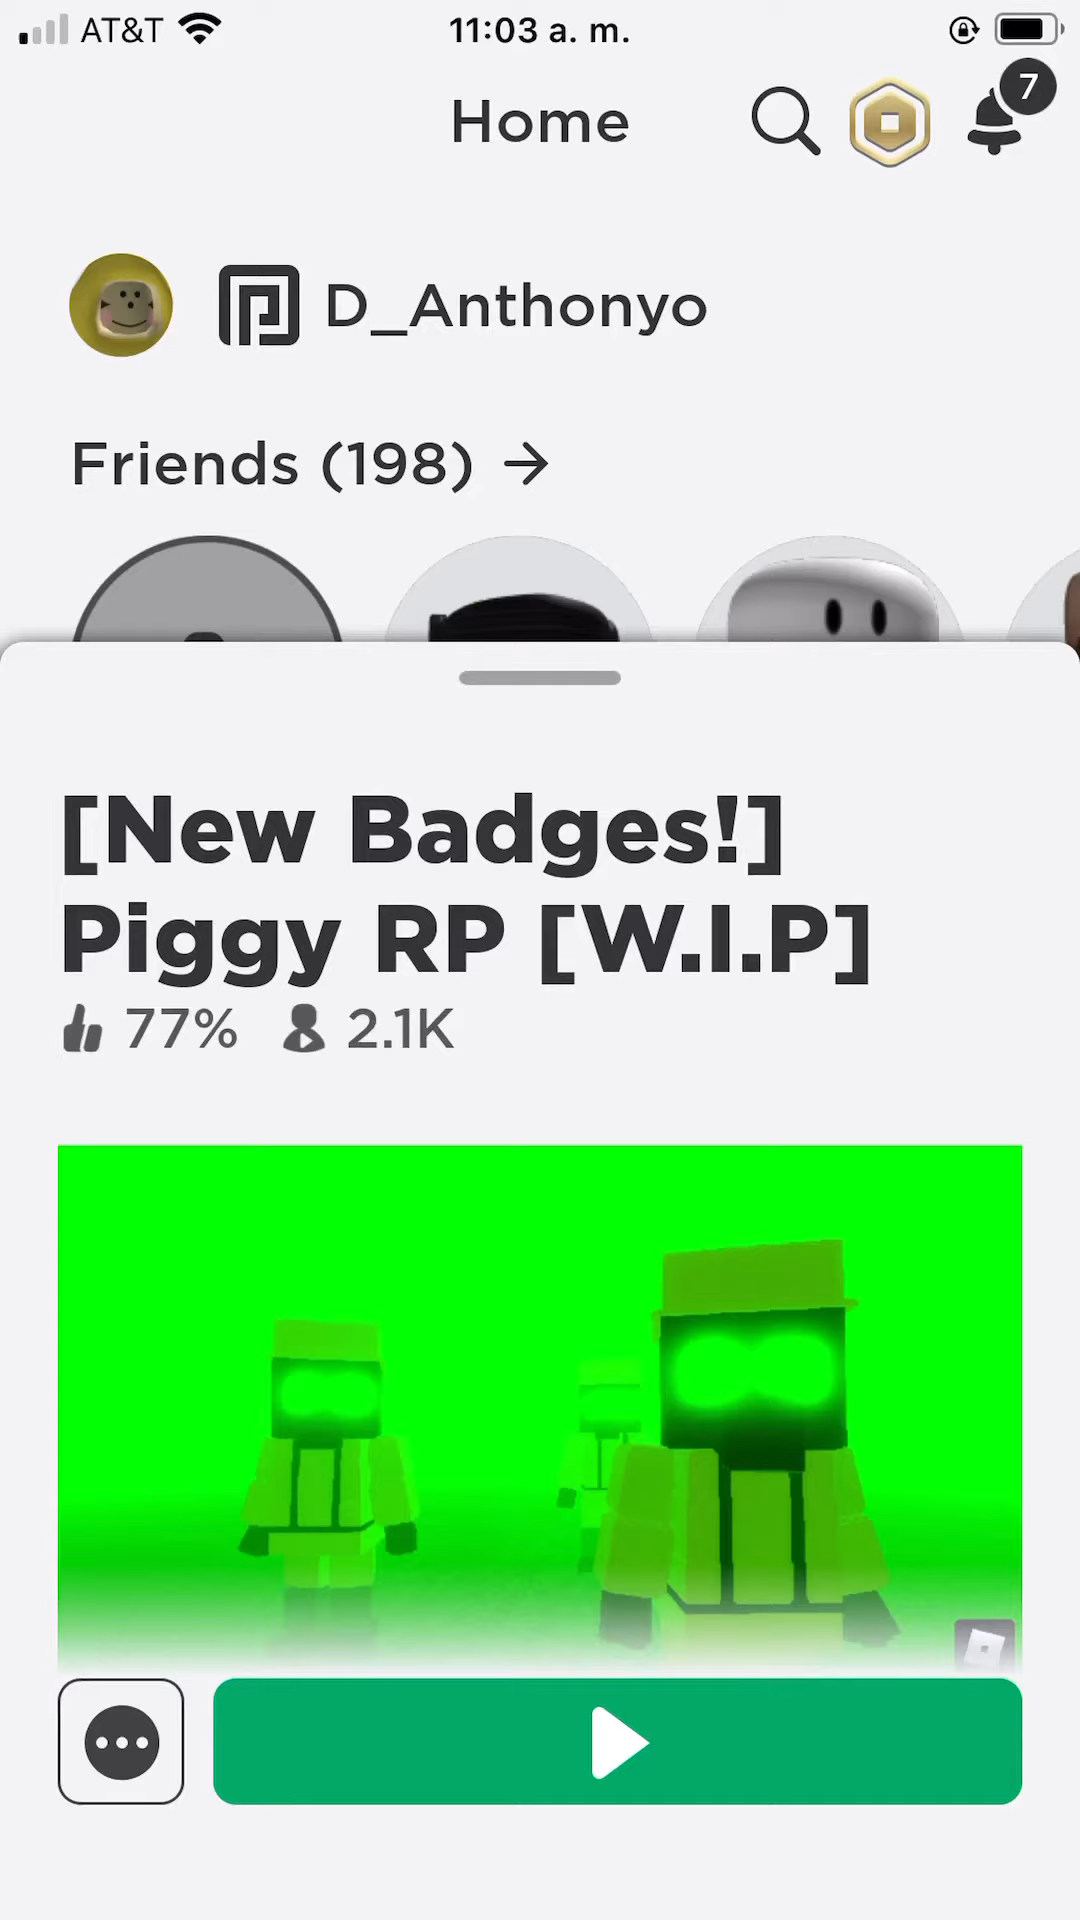 AT&T 11:03 a. m.
Home
7
D_Anthonyo
Friends (198) →
[New Badges!]
Piggy RP [W.I.P]
77% 2.1K